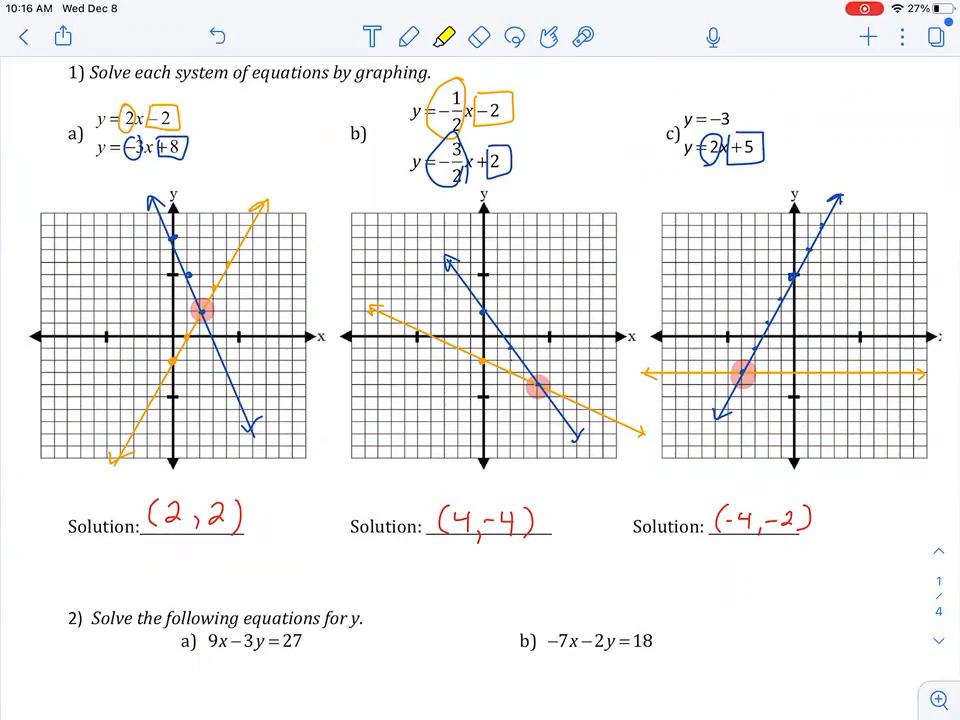 10:16 AM Wed Dec 8
27%
T
1) Solve each system of equations by graphing.
a) y = 2x − 2
y = −3x + 8
b) y = −1/2 x − 2
y = −3/2 x + 2
c) y = −3
y = 2x + 5
y
y
y
x
x
x
Solution: (2, 2)
Solution: (4, -4)
Solution: (-4, -2)
1
/
4
2) Solve the following equations for y.
a) 9x − 3y = 27
b) −7x − 2y = 18